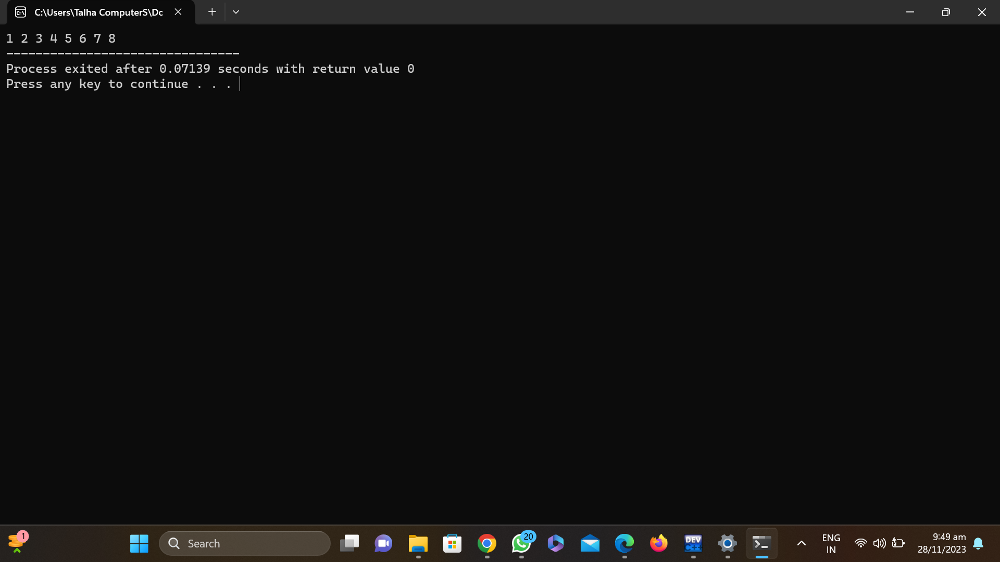 C:\Users\Talha ComputerS\Dc
1 2 3 4 5 6 7 8
--------------------------------
Process exited after 0.07139 seconds with return value 0
Press any key to continue . . .
1
Search
20
DEV
C++
ENG
IN
9:49 am
28/11/2023